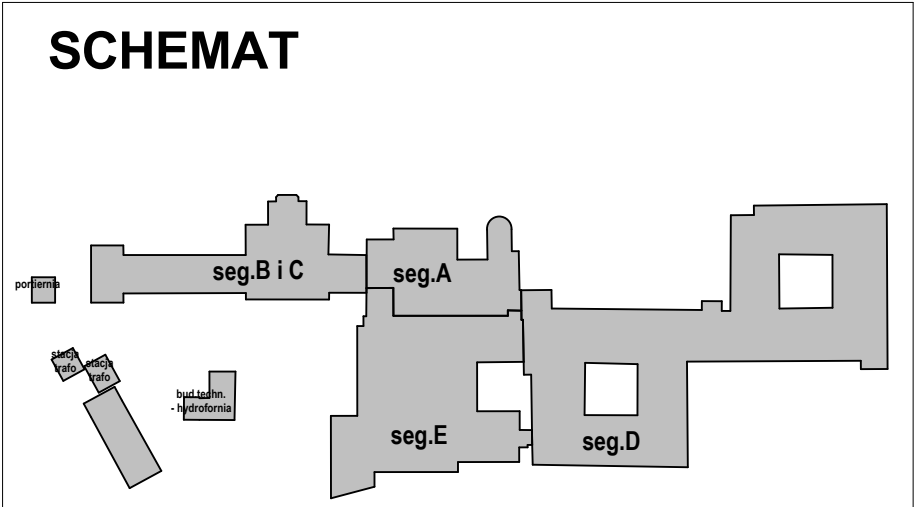 SCHEMAT
seg.B i C
seg.A
portiernia
stacja
trafo
stacja
trafo
bud.techn.
- hydrofornia
seg.E
seg.D